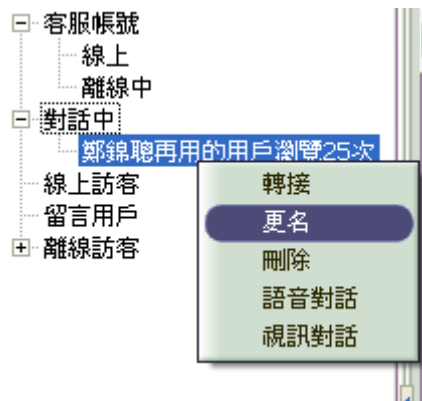 客服帳號
線上
離線中
對話中
鄭錦聰再用的用戶瀏覽25次
線上訪客
留言用戶
離線訪客
轉接
更名
刪除
語音對話
視訊對話